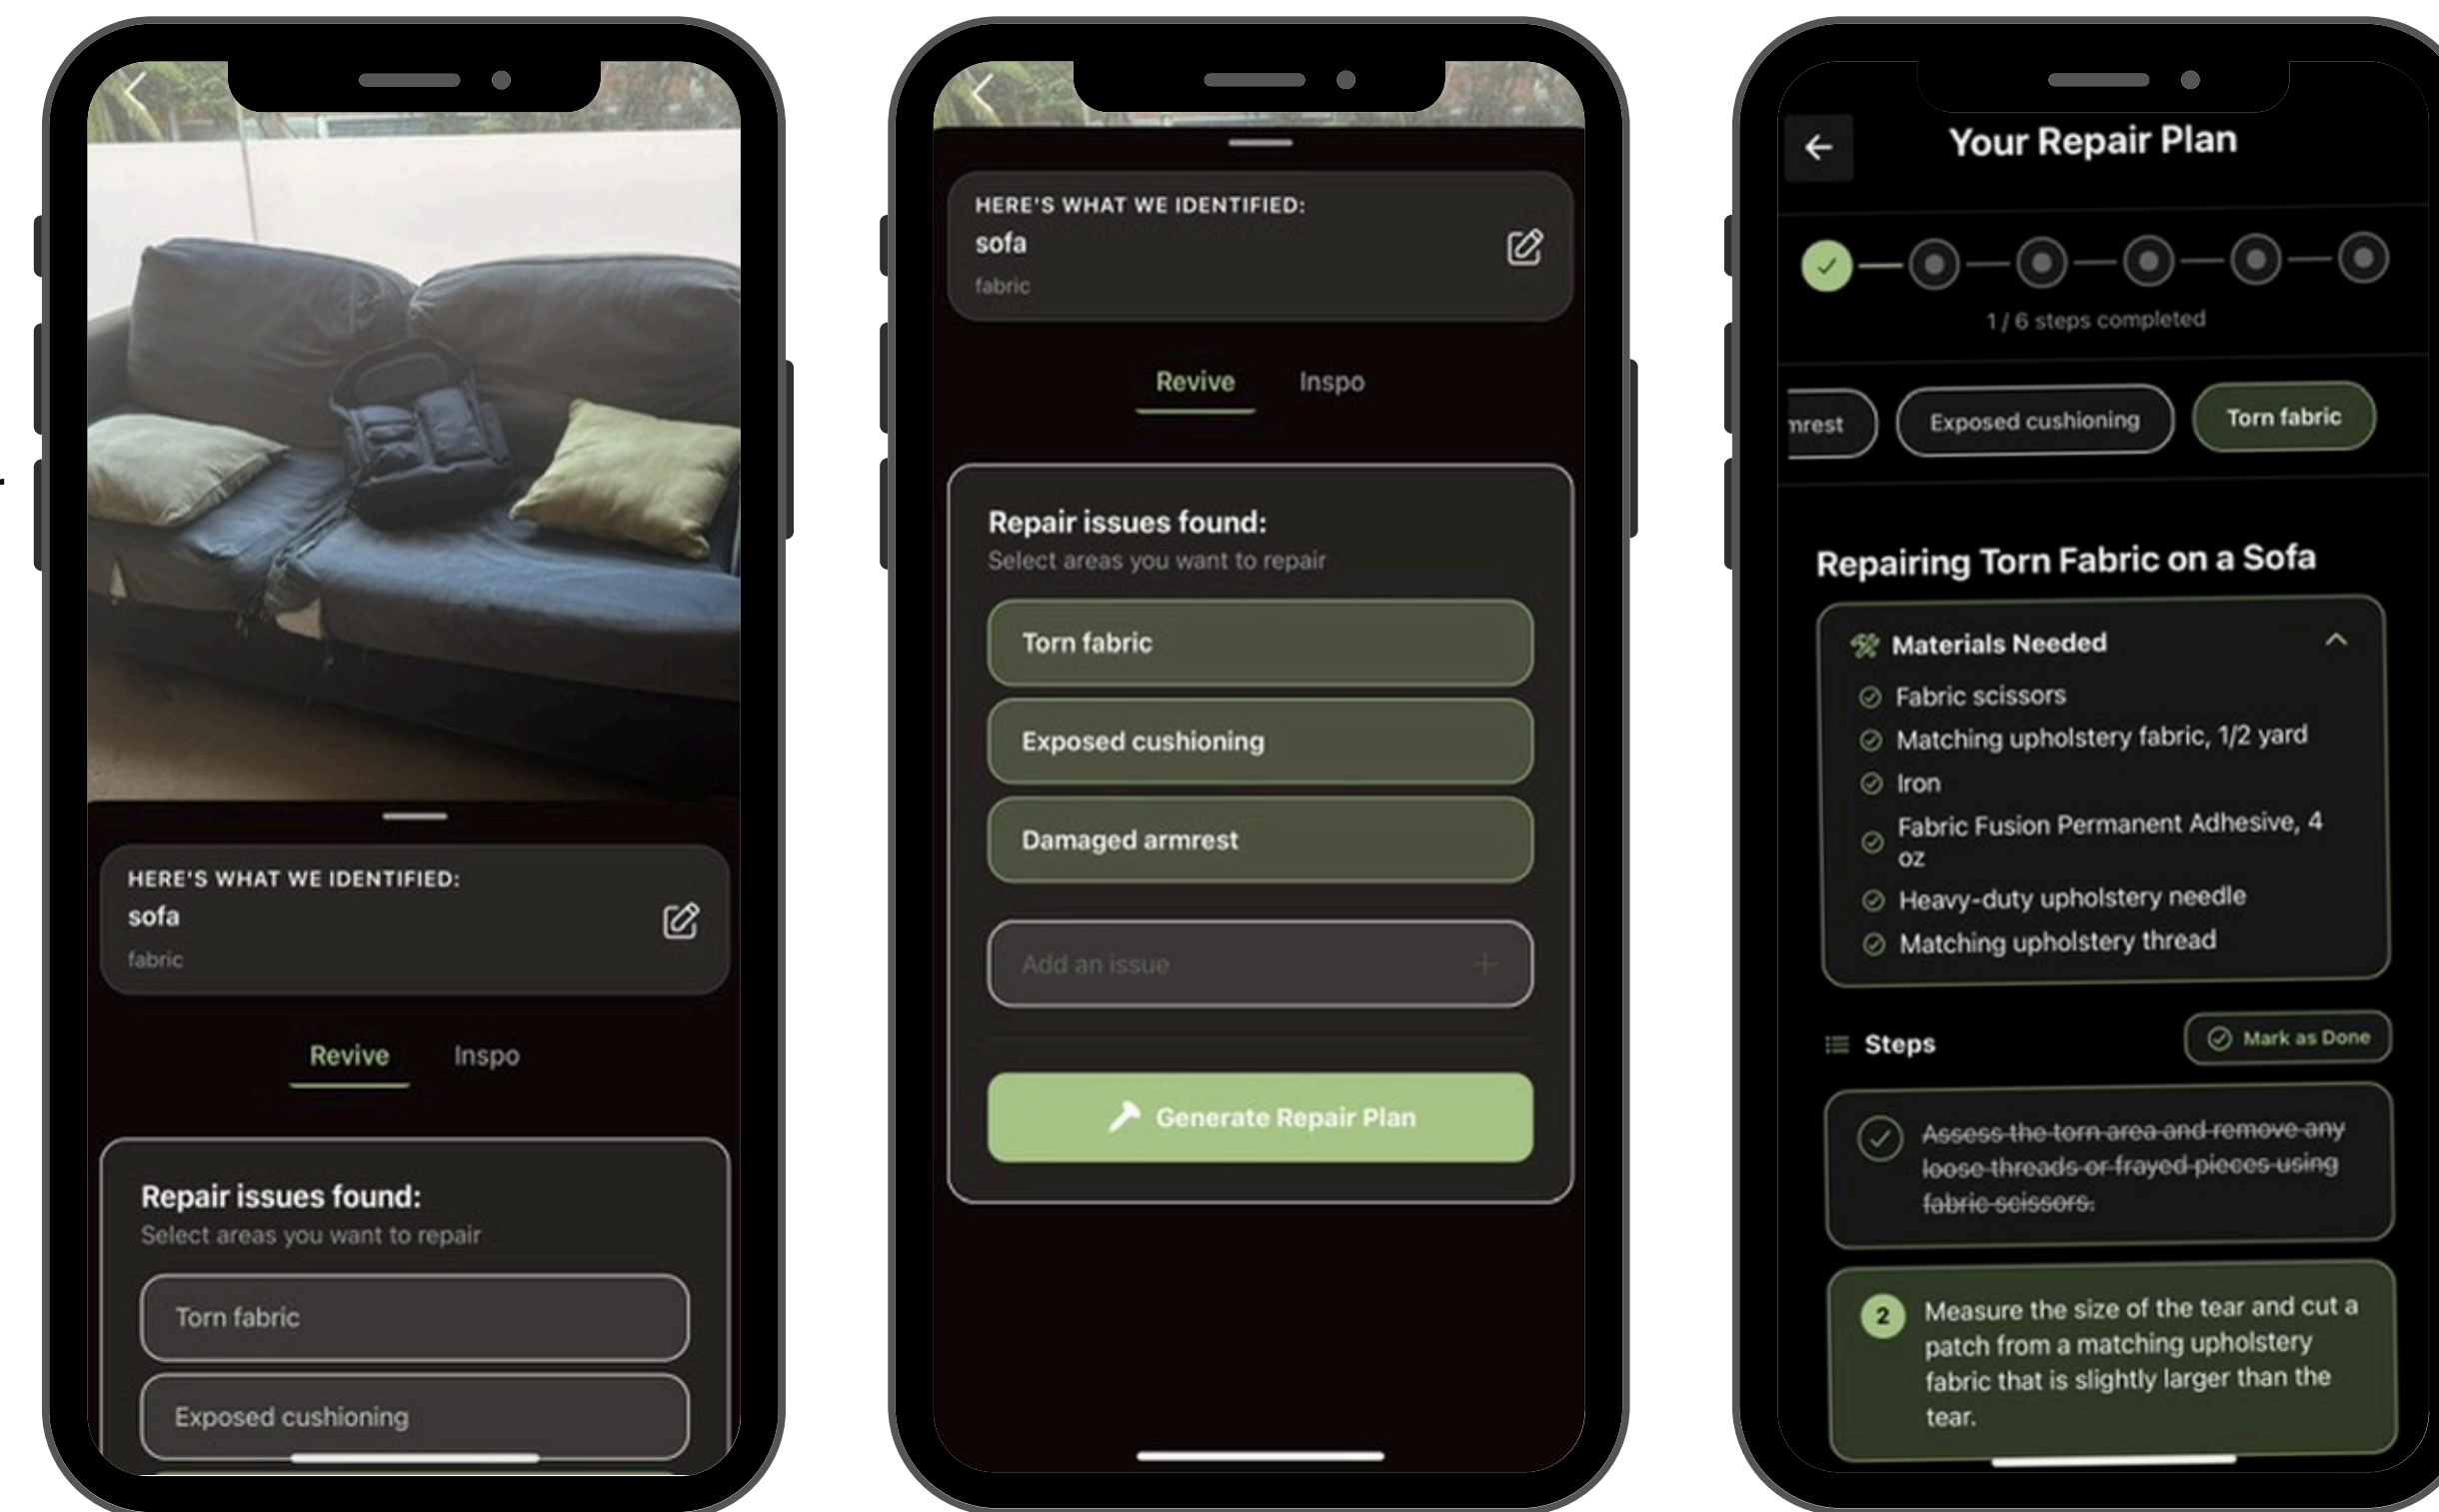 HERE'S WHAT WE IDENTIFIED:
sofa
fabric
Revive
Inspo
Repair issues found:
Select areas you want to repair
Torn fabric
Exposed cushioning
HERE'S WHAT WE IDENTIFIED:
sofa
fabric
Revive
Inspo
Repair issues found:
Select areas you want to repair
Torn fabric
Exposed cushioning
Damaged armrest
Add an issue
Generate Repair Plan
Your Repair Plan
1 / 6 steps completed
mrest
Exposed cushioning
Torn fabric
Repairing Torn Fabric on a Sofa
Materials Needed
Fabric scissors
Matching upholstery fabric, 1/2 yard
Iron
Fabric Fusion Permanent Adhesive, 4
oz
Heavy-duty upholstery needle
Matching upholstery thread
Steps
Mark as Done
Assess the torn area and remove any
loose threads or frayed pieces using
fabric scissors.
2
Measure the size of the tear and cut a
patch from a matching upholstery
fabric that is slightly larger than the
tear.